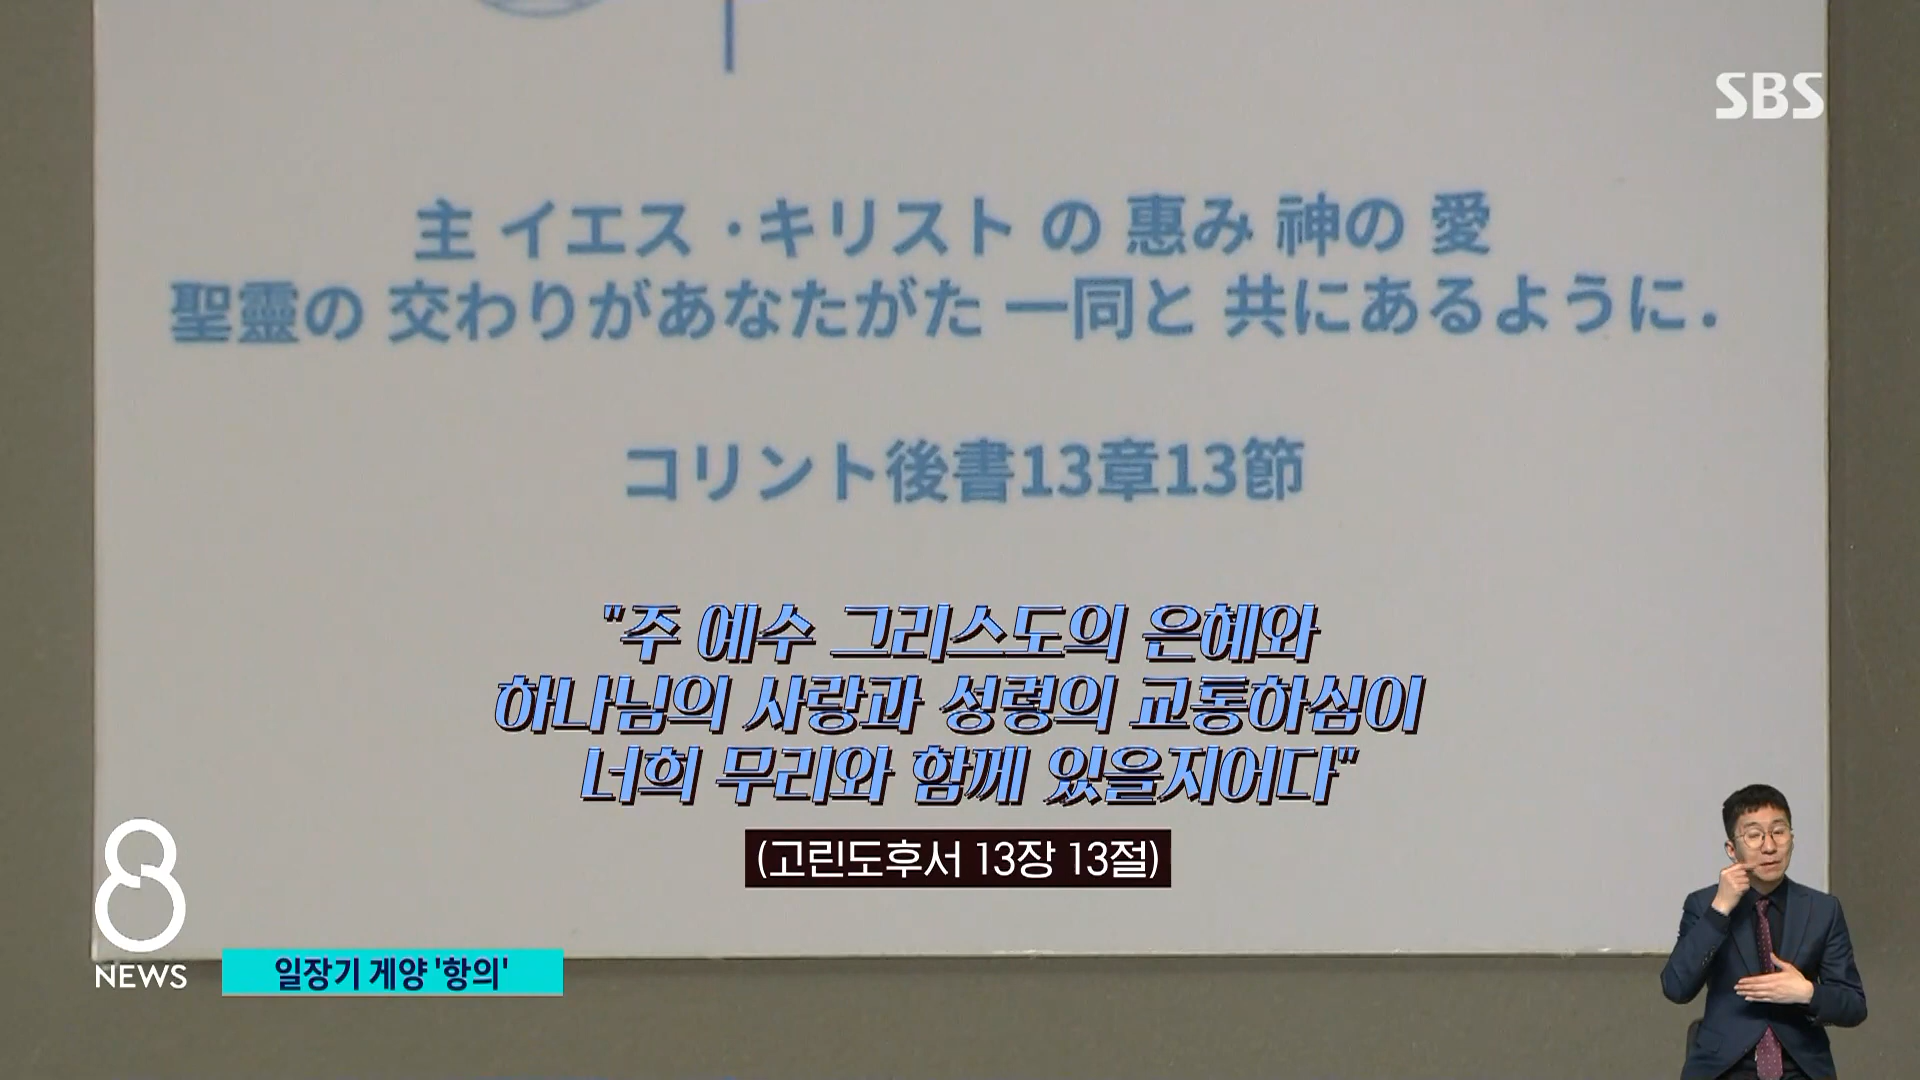 SBS
主 イエス ·キリスト の 惠み 神の 愛
聖靈の 交わりがあなたがた 一同と 共にあるように.
コリント後書13章13節
"주 예수 그리스도의 은혜와
하나님의 사랑과 성령의 교통하심이
너희 무리와 함께 있을지어다"
(고린도후서 13장 13절)
8
NEWS
일장기 게양 '항의'